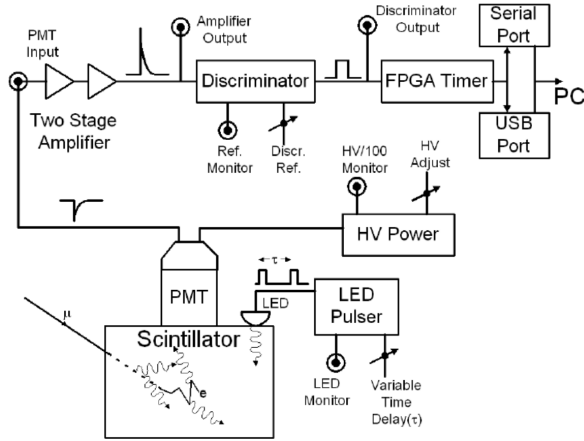 PMT
Input
Two Stage
Amplifier
Amplifier
Output
Discriminator
Ref.
Monitor
Discr.
Ref.
Discriminator
Output
FPGA Timer
Serial
Port
USB
Port
PC
HV/100
Monitor
HV
Adjust
HV Power
PMT
← τ →
LED
LED
Pulser
LED
Monitor
Variable
Time
Delay(τ)
Scintillator
μ
e